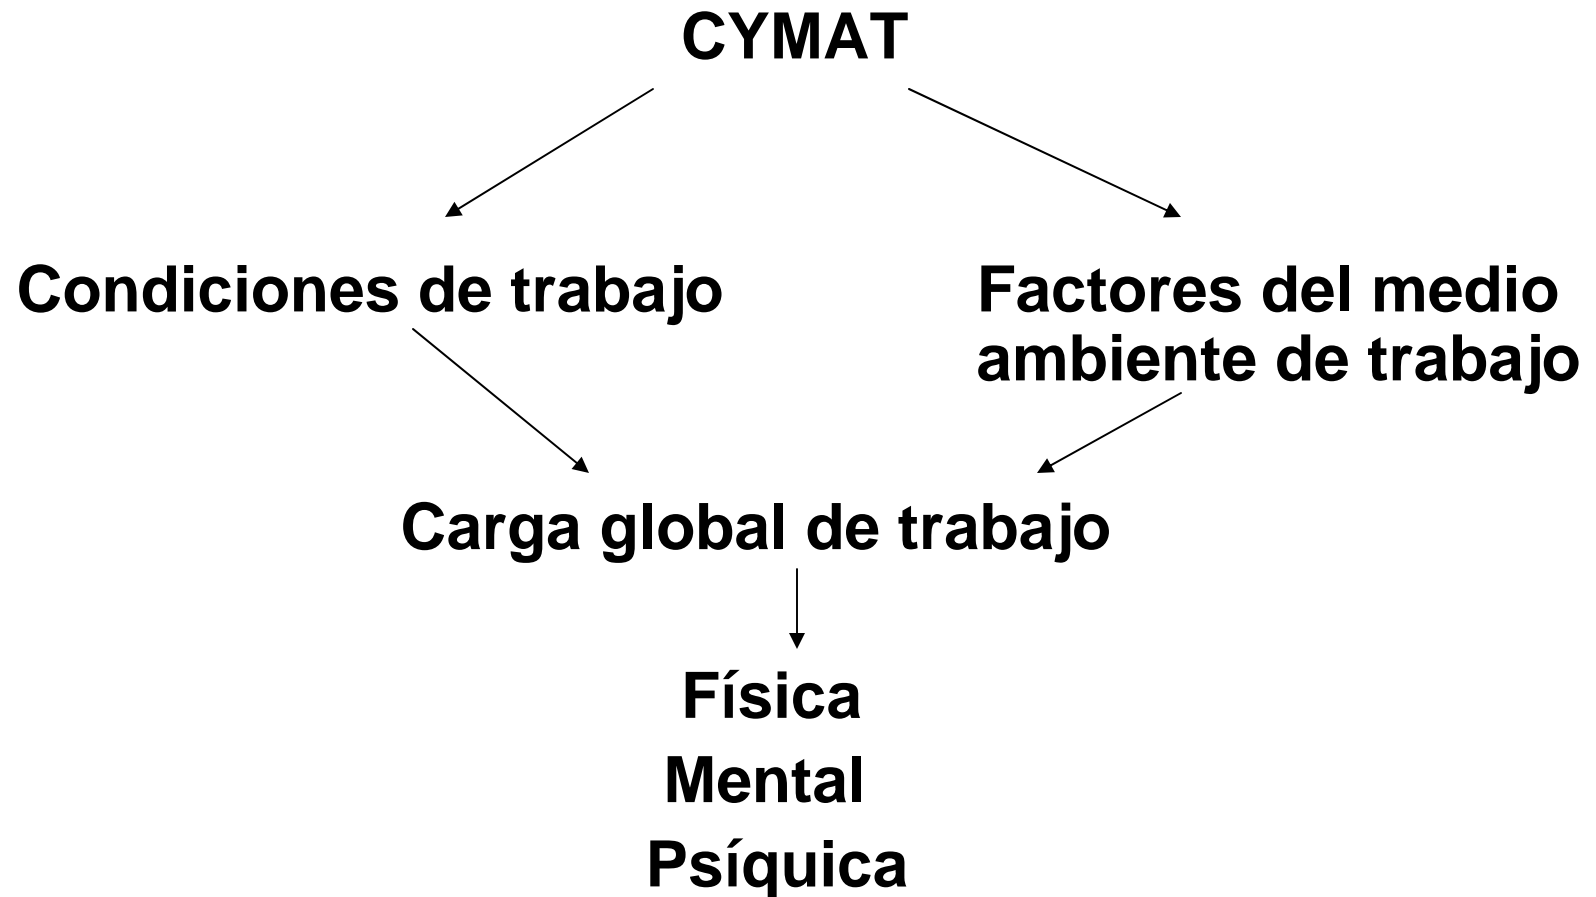 CYMAT
Condiciones de trabajo
Factores del medio
ambiente de trabajo
Carga global de trabajo
Física
Mental
Psíquica